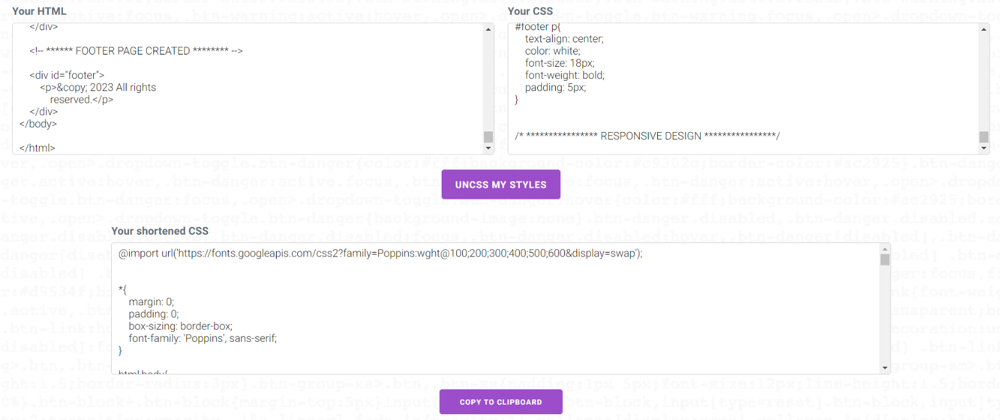 Your HTML
</div>
<!-- ****** FOOTER PAGE CREATED ******** -->
<div id="footer">
<p>&copy; 2023 All rights
reserved.</p>
</div>
</body>
</html>
Your CSS
#footer p{
text-align: center;
color: white;
font-size: 18px;
font-weight: bold;
padding: 5px;
}
/* **************** RESPONSIVE DESIGN ****************/
UNCSS MY STYLES
Your shortened CSS
@import url('https://fonts.googleapis.com/css2?family=Poppins:wght@100;200;300;400;500;600&display=swap');
*{
margin: 0;
padding: 0;
box-sizing: border-box;
font-family: 'Poppins', sans-serif;
}
html,body{
COPY TO CLIPBOARD